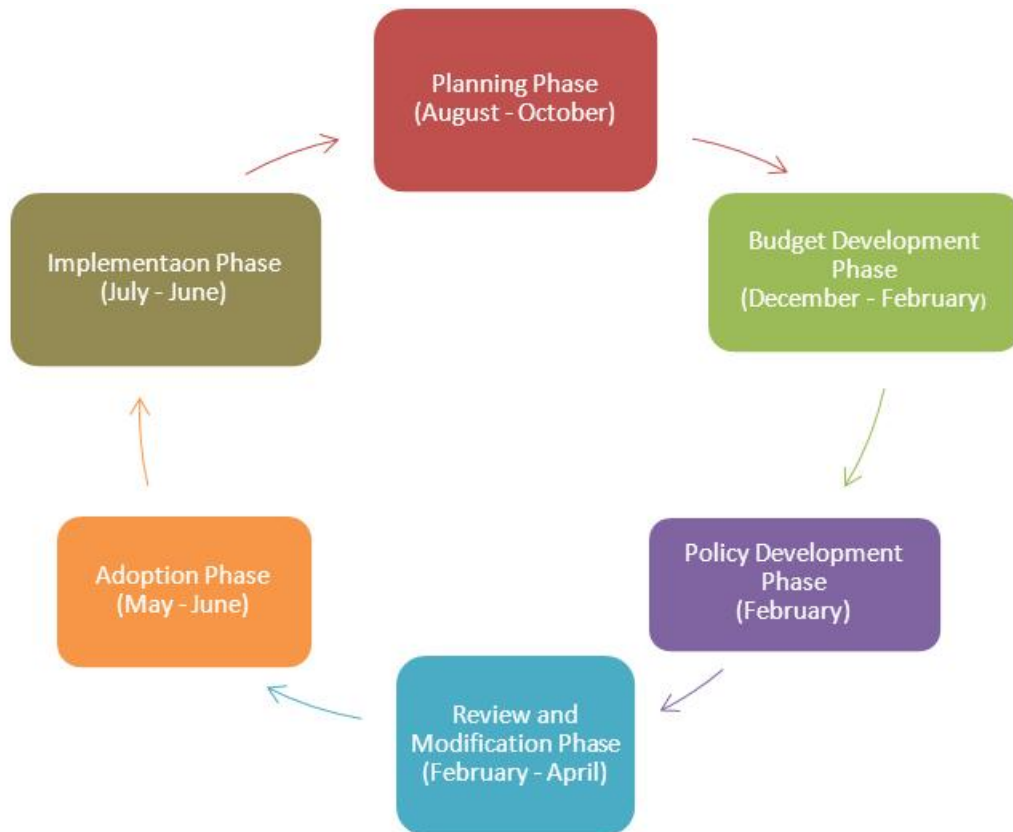 Planning Phase
(August - October)
Budget Development
Phase
(December - February)
Policy Development
Phase
(February)
Review and
Modification Phase
(February - April)
Adoption Phase
(May - June)
Implementaon Phase
(July - June)